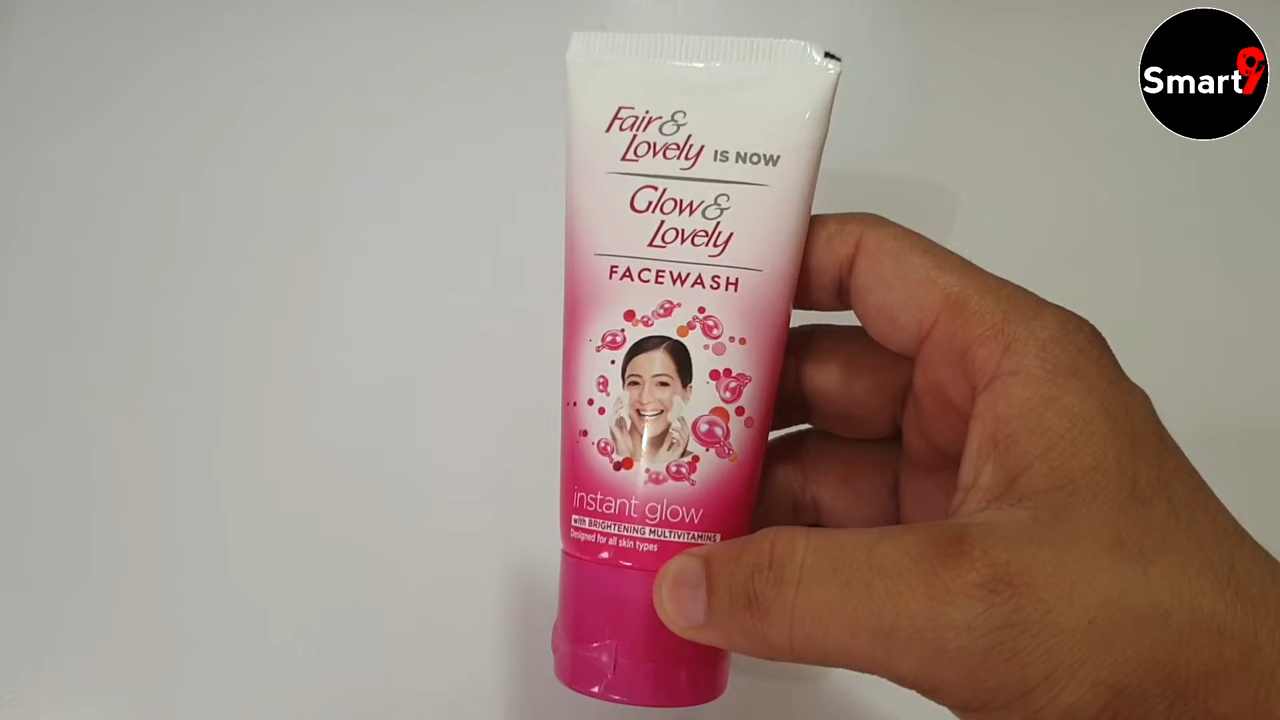 Smart9
Fair &
Lovely IS NOW
Glow &
Lovely
FACEWASH
instant glow
with BRIGHTENING MULTIVITAMINS
Designed for all skin types